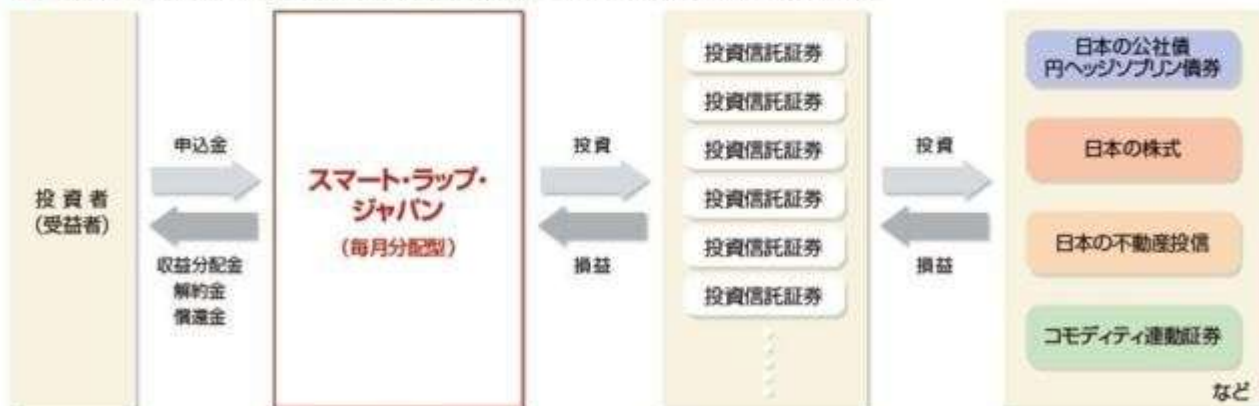 投資者
(受益者)
申込金
収益分配金
解約金
償還金
スマート・ラップ・
ジャパン
(毎月分配型)
投資
損益
投資信託証券
投資信託証券
投資信託証券
投資信託証券
投資信託証券
投資信託証券
投資
損益
日本の公社債
円ヘッジソブリン債券
日本の株式
日本の不動産投信
コモディティ連動証券
など